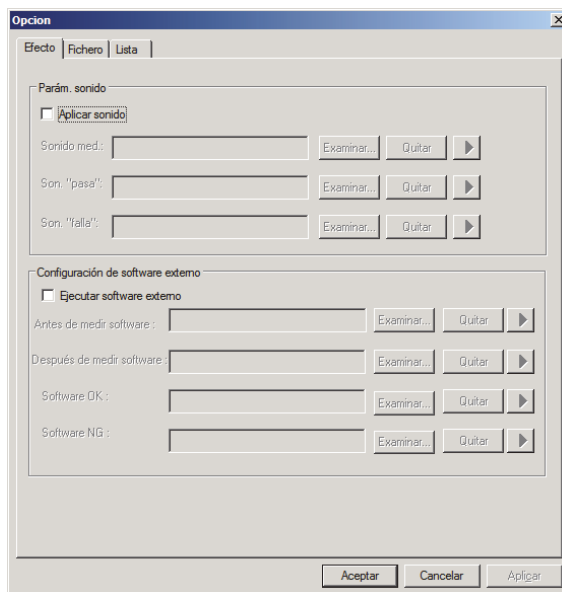 Opcion
Efecto Fichero Lista
Parám. sonido
Aplicar sonido
Sonido med.: Examinar... Quitar
Son. "pasa": Examinar... Quitar
Son. "falla": Examinar... Quitar
Configuración de software externo
Ejecutar software externo
Antes de medir software : Examinar... Quitar
Después de medir software : Examinar... Quitar
Software OK : Examinar... Quitar
Software NG : Examinar... Quitar
Aceptar Cancelar Aplicar